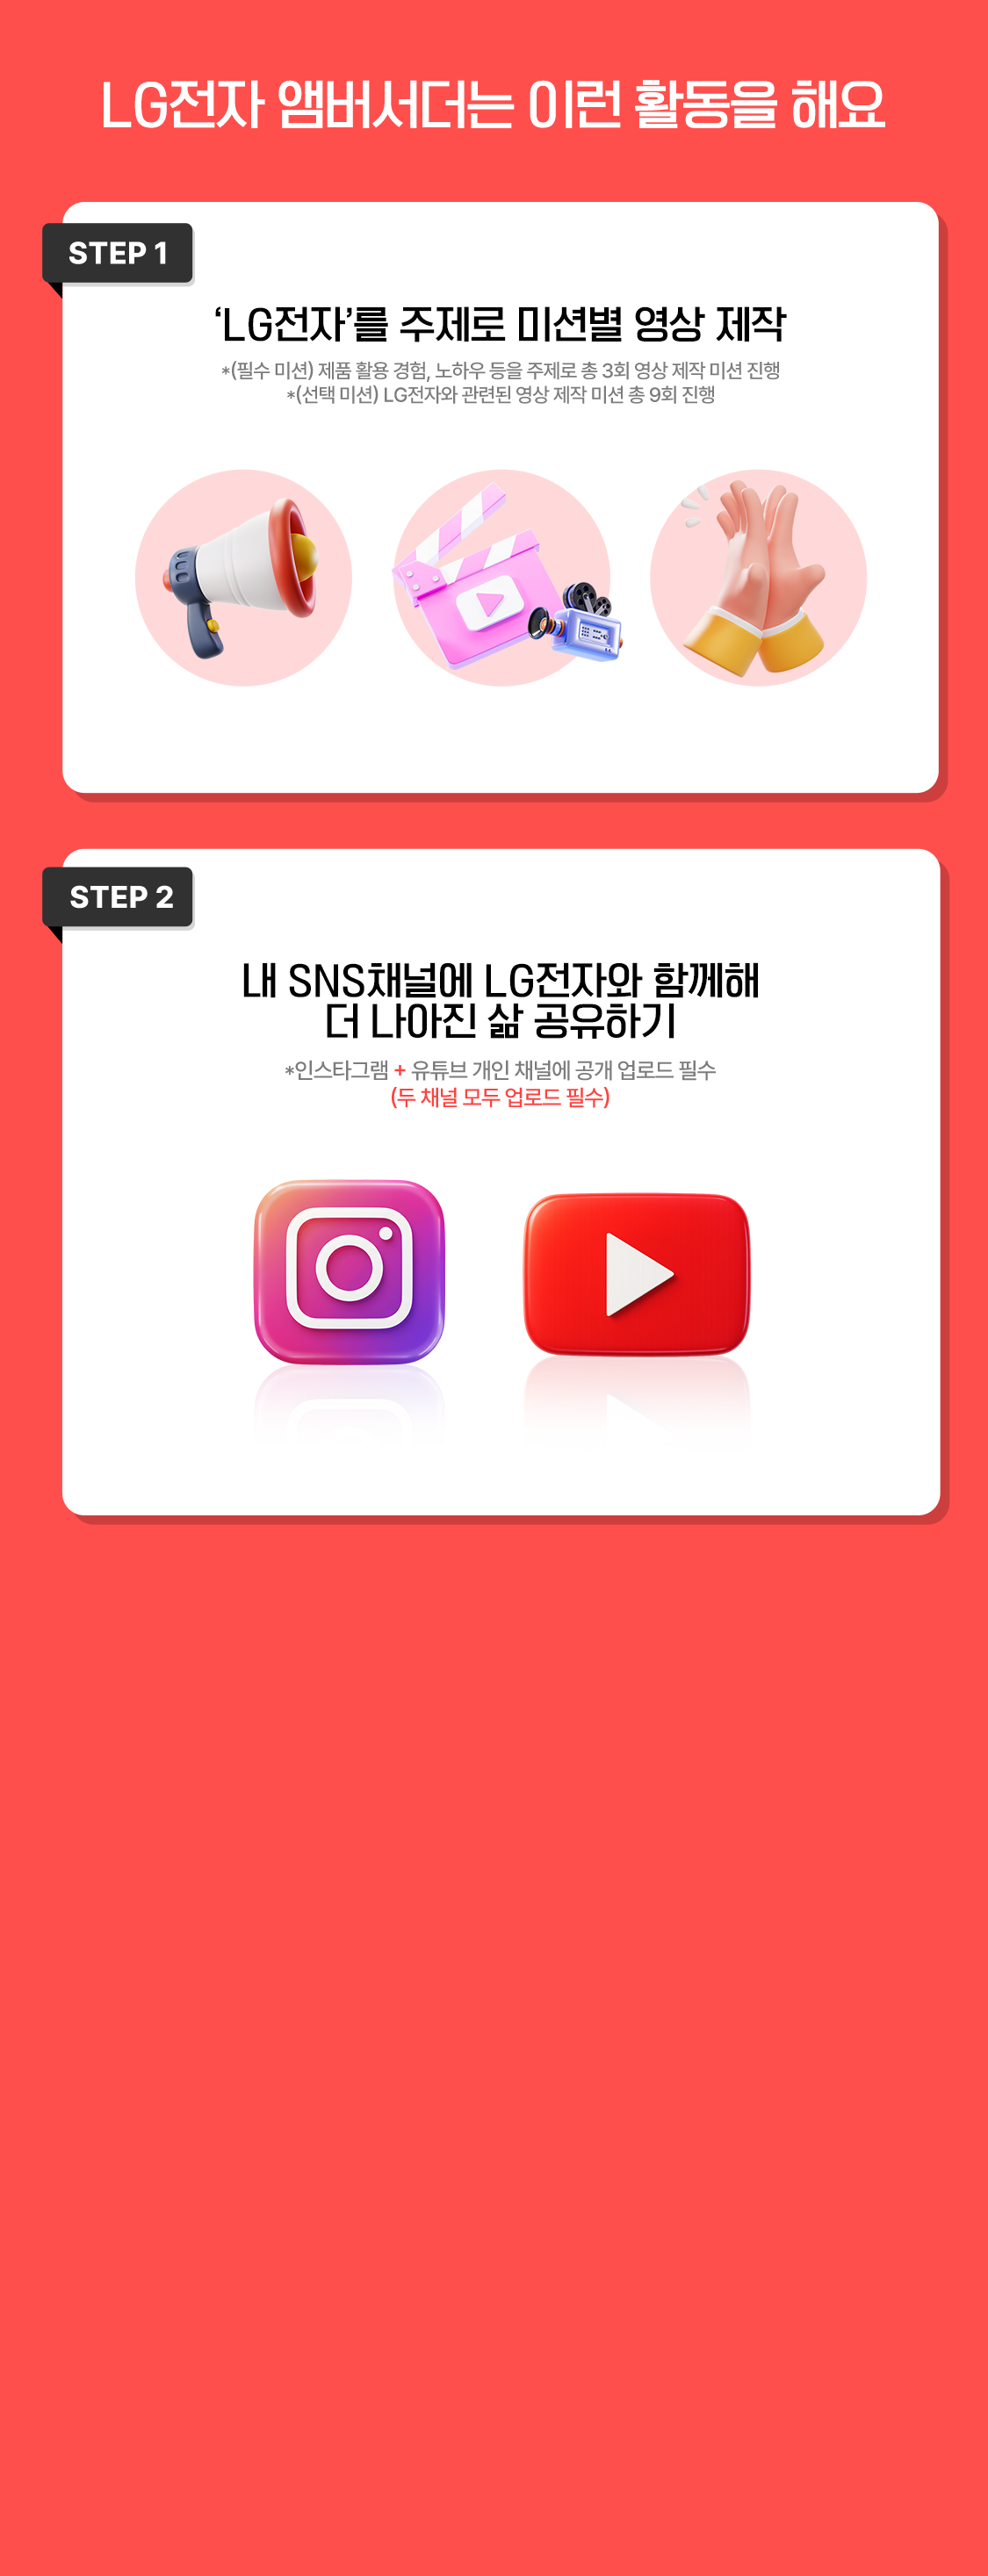 LG전자 앰버서더는 이런 활동을 해요
STEP 1
‘LG전자’를 주제로 미션별 영상 제작
*(필수 미션) 제품 활용 경험, 노하우 등을 주제로 총 3회 영상 제작 미션 진행
*(선택 미션) LG전자와 관련된 영상 제작 미션 총 9회 진행
STEP 2
내 SNS채널에 LG전자와 함께해
더 나아진 삶 공유하기
*인스타그램 + 유튜브 개인 채널에 공개 업로드 필수
(두 채널 모두 업로드 필수)